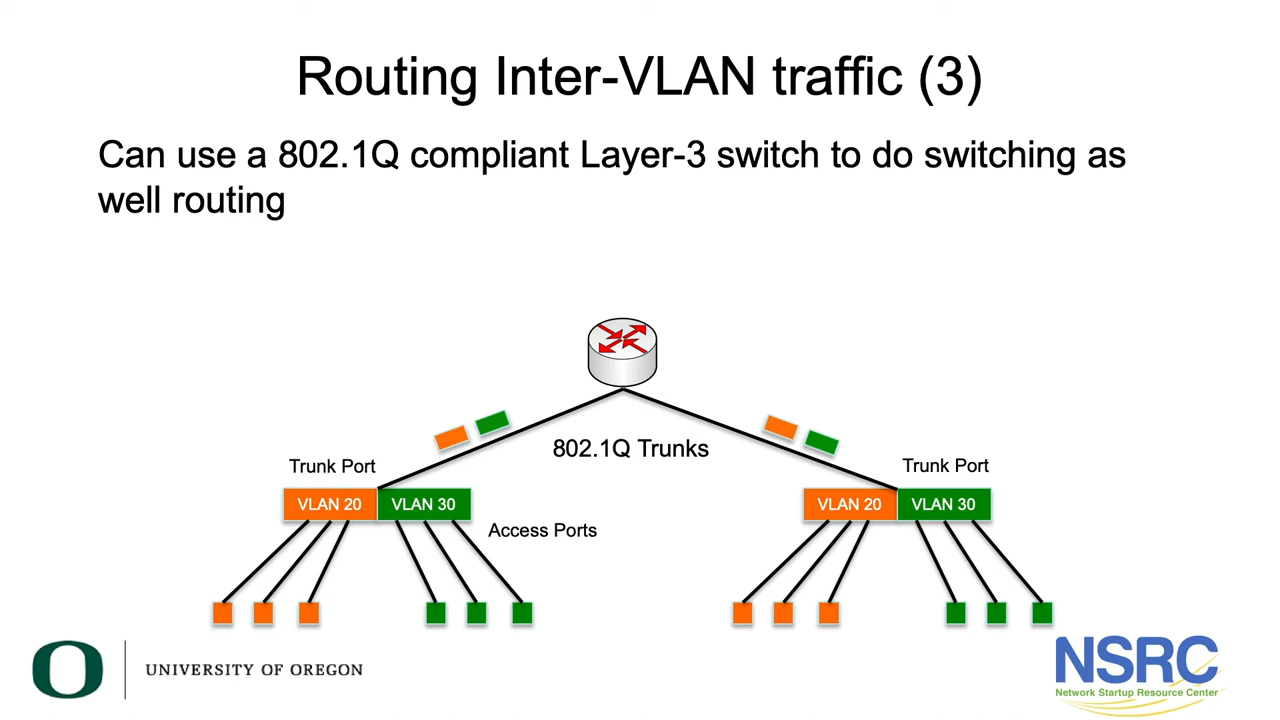 Routing Inter-VLAN traffic (3)
Can use a 802.1Q compliant Layer-3 switch to do switching as
well routing
802.1Q Trunks
Trunk Port
Trunk Port
VLAN 20
VLAN 30
VLAN 20
VLAN 30
Access Ports
O
UNIVERSITY OF OREGON
NSRC
Network Startup Resource Center